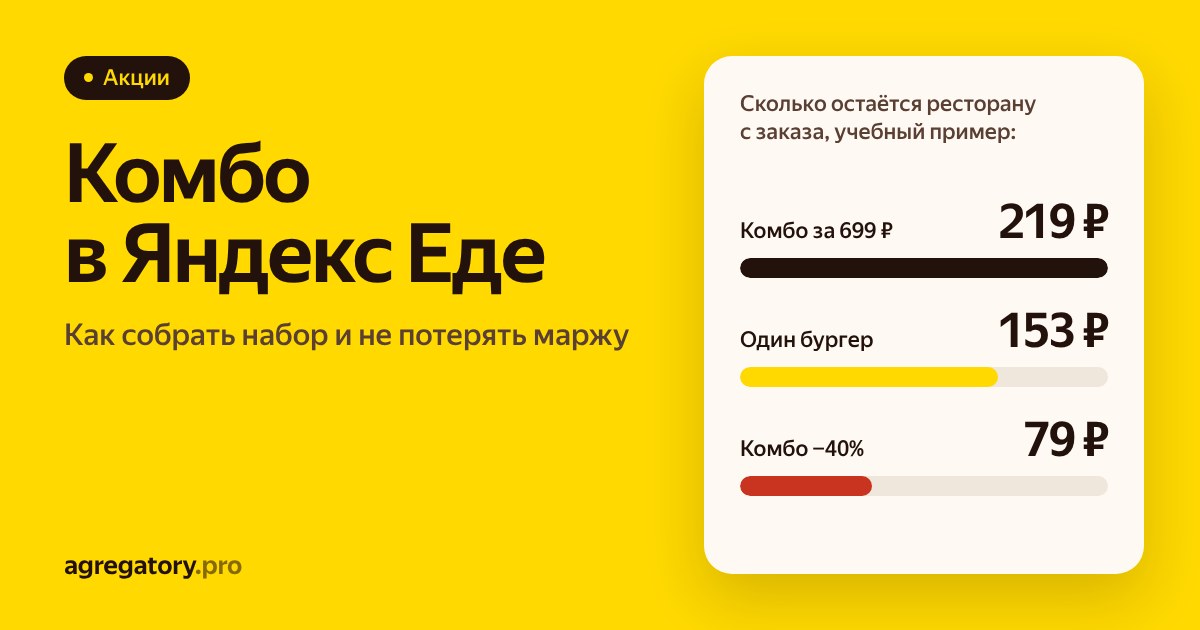 Акции
Комбо
в Яндекс Еде
Как собрать набор и не потерять маржу
agregatory.pro
Сколько остаётся ресторану
с заказа, учебный пример:
Комбо за 699 ₽ 219 ₽
Один бургер 153 ₽
Комбо −40% 79 ₽